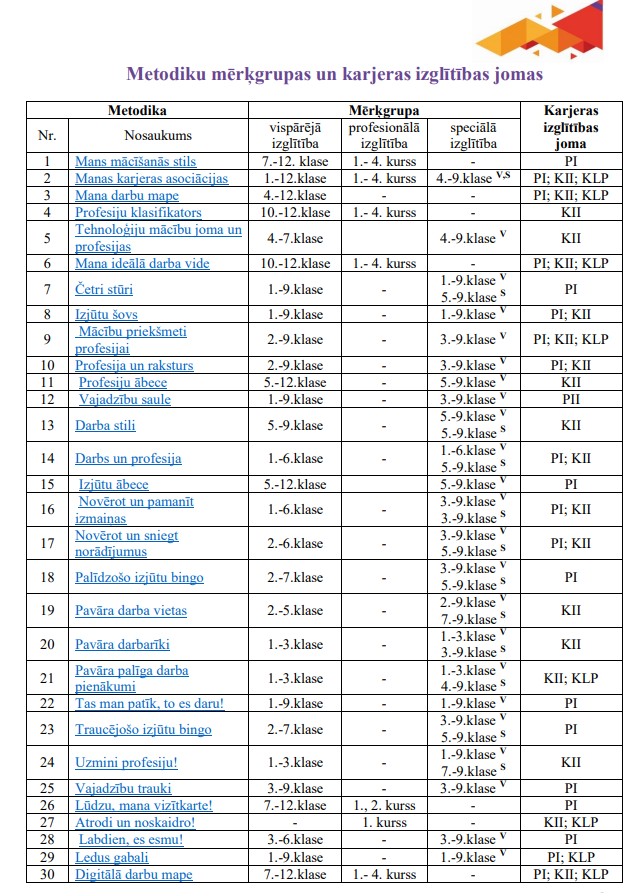 Metodiku mērķgrupas un karjeras izglītības jomas
Metodika Mērķgrupa Karjeras izglītības joma
Nr. Nosaukums vispārējā izglītība profesionālā izglītība speciālā izglītība
1 Mans mācīšanās stils 7.-12. klase 1.- 4. kurss - PI
2 Manas karjeras asociācijas 1.-12.klase 1.- 4. kurss 4.-9.klase V,S PI; KII; KLP
3 Mana darbu mape 4.-12.klase - - PI; KII; KLP
4 Profesiju klasifikators 10.-12.klase 1.- 4. kurss - KII
5 Tehnoloģiju mācību joma un
profesijas 4.-7.klase 4.-9.klase V KII
6 Mana ideālā darba vide 10.-12.klase 1.- 4. kurss - PI; KII; KLP
7 Četri stūri 1.-9.klase - 1.-9.klase V
5.-9.klase S PI
8 Izjūtu šovs 1.-9.klase - 1.-9.klase V PI; KII
9 Mācību priekšmeti
profesijai 2.-9.klase - 3.-9.klase V PI; KII; KLP
10 Profesija un raksturs 2.-9.klase - 3.-9.klase V PI; KII
11 Profesiju ābece 5.-12.klase - 5.-9.klase V KII
12 Vajadzību saule 1.-9.klase - 3.-9.klase V PII
13 Darba stili 5.-9.klase - 5.-9.klase V
5.-9.klase S KII
14 Darbs un profesija 1.-6.klase - 1.-6.klase V
5.-9.klase S PI; KII
15 Izjūtu ābece 5.-12.klase 5.-9.klase V PI
16 Novērot un pamanīt
izmaiņas 1.-6.klase - 3.-9.klase V
3.-9.klase S PI; KII
17 Novērot un sniegt
norādījumus 2.-6.klase - 3.-9.klase V
5.-9.klase S PI; KII
18 Palīdzošo izjūtu bingo 2.-7.klase - 3.-9.klase V
5.-9.klase S PI
19 Pavāra darba vietas 2.-5.klase - 2.-9.klase V
7.-9.klase S KII
20 Pavāra darbarīki 1.-3.klase - 1.-3.klase V
3.-9.klase S KII
21 Pavāra palīga darba
pienākumi 1.-3.klase - 1.-3.klase V
4.-9.klase S KII; KLP
22 Tas man patīk, to es daru! 1.-9.klase - 1.-9.klase V PI
23 Traucējošo izjūtu bingo 2.-7.klase - 3.-9.klase V
5.-9.klase S PI
24 Uzmini profesiju! 1.-3.klase - 1.-9.klase V
7.-9.klase S KII
25 Vajadzību trauki 3.-9.klase - 3.-9.klase V PI
26 Lūdzu, mana vizītkarte! 7.-12.klase 1., 2. kurss - PI
27 Atrodi un noskaidro! - 1. kurss - KII; KLP
28 Labdien, es esmu! 3.-6.klase - 3.-9.klase V PI
29 Ledus gabali 1.-9.klase - 1.-9.klase V PI; KLP
30 Digitālā darbu mape 7.-12.klase 1.- 4. kurss - PI; KII; KLP